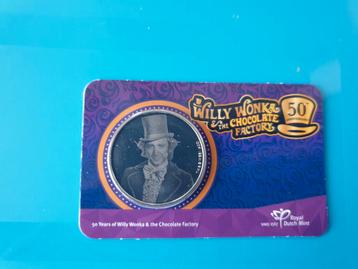 WILLY WONKA
& THE CHOCOLATE
FACTORY
50
50 Years of Willy Wonka & the Chocolate Factory
Royal
Dutch Mint